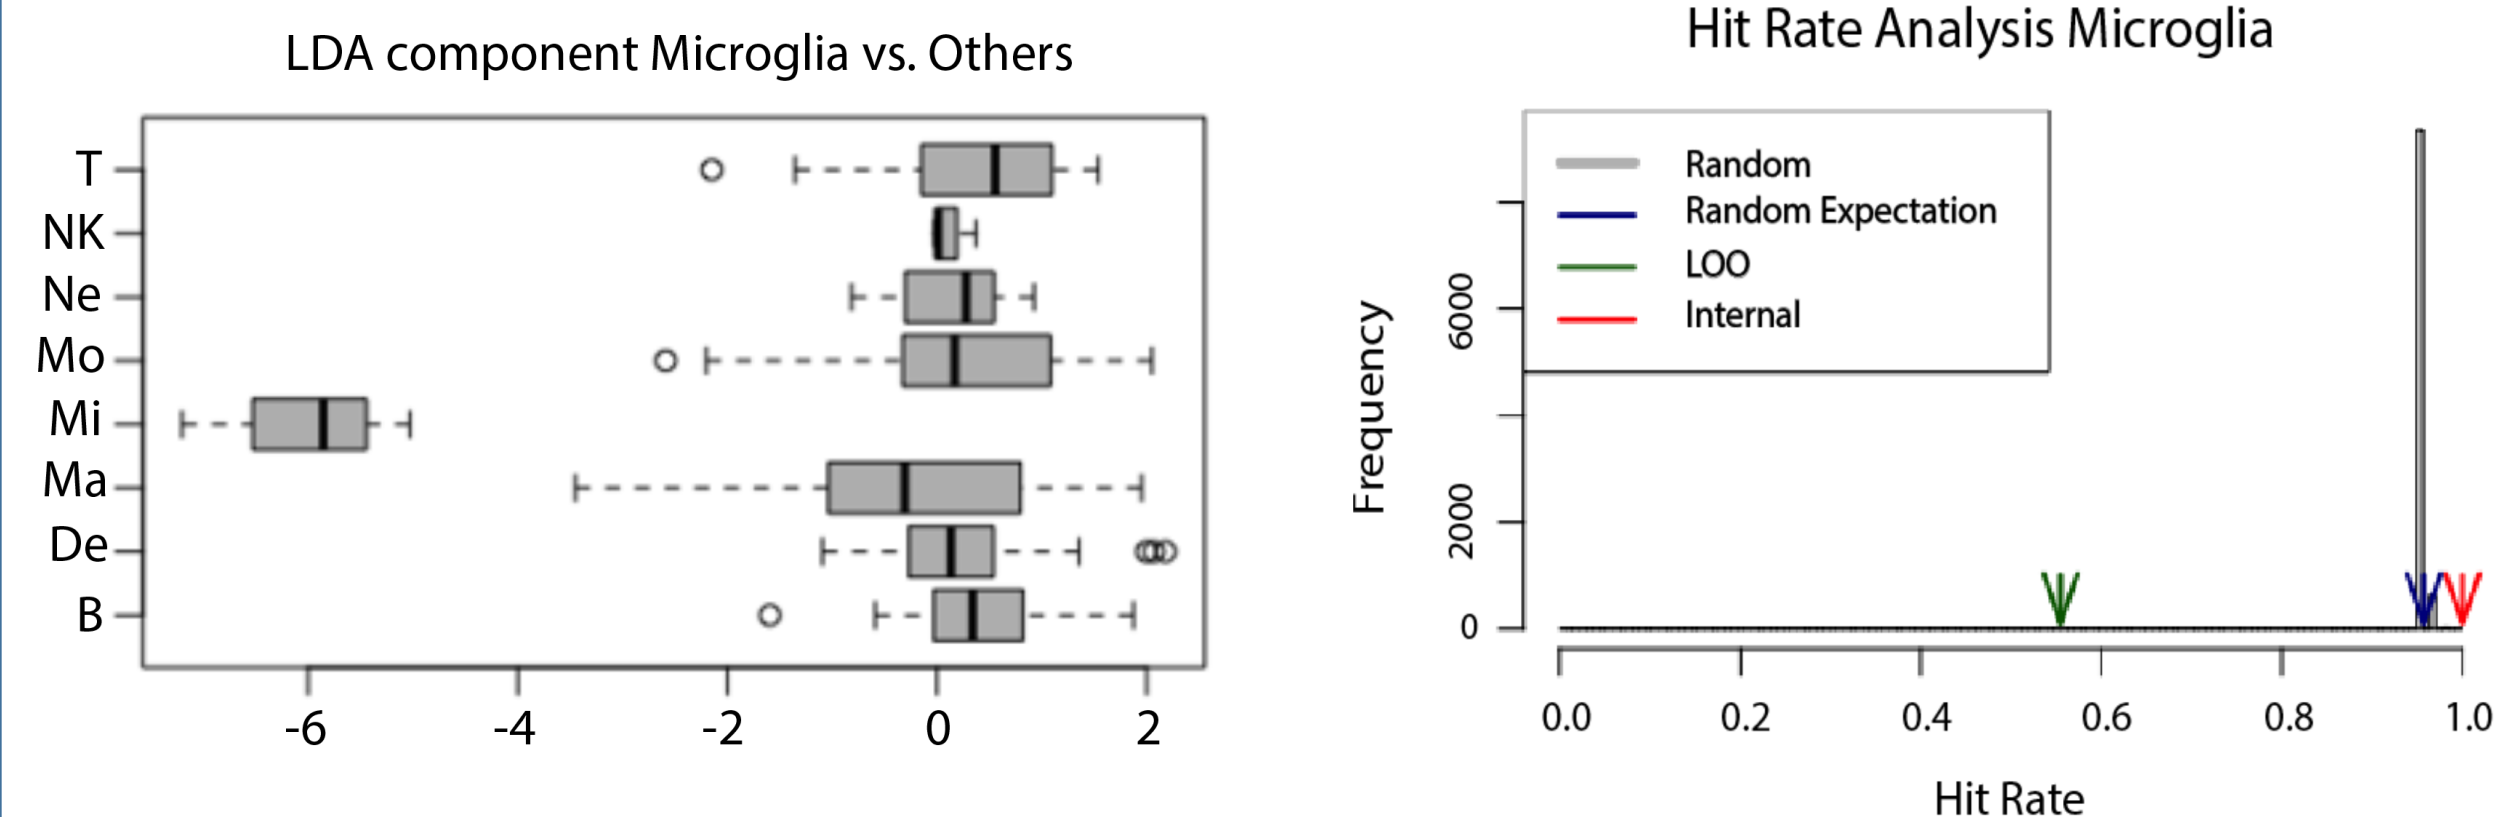 LDA component Microglia vs. Others
T
NK
Ne
Mo
Mi
Ma
De
B
-6 -4 -2 0 2
Hit Rate Analysis Microglia
Random
Random Expectation
LOO
Internal
Frequency
6000
2000
0
0.0 0.2 0.4 0.6 0.8 1.0
Hit Rate